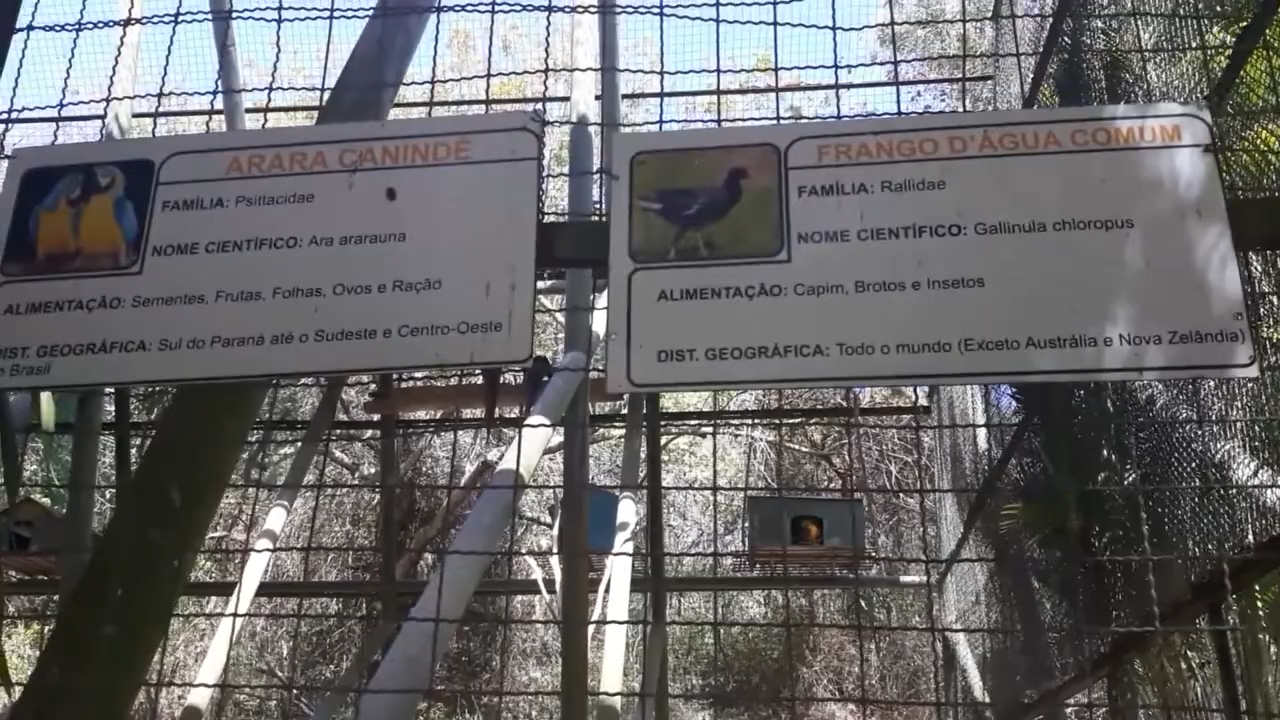 ARARA CANINDÉ
FAMÍLIA: Psittacidae
NOME CIENTÍFICO: Ara ararauna
ALIMENTAÇÃO: Sementes, Frutas, Folhas, Ovos e Ração
DIST. GEOGRÁFICA: Sul do Paraná até o Sudeste e Centro-Oeste
o Brasil
FRANGO D'ÁGUA COMUM
FAMÍLIA: Rallidae
NOME CIENTÍFICO: Gallinula chloropus
ALIMENTAÇÃO: Capim, Brotos e Insetos
DIST. GEOGRÁFICA: Todo o mundo (Exceto Austrália e Nova Zelândia)